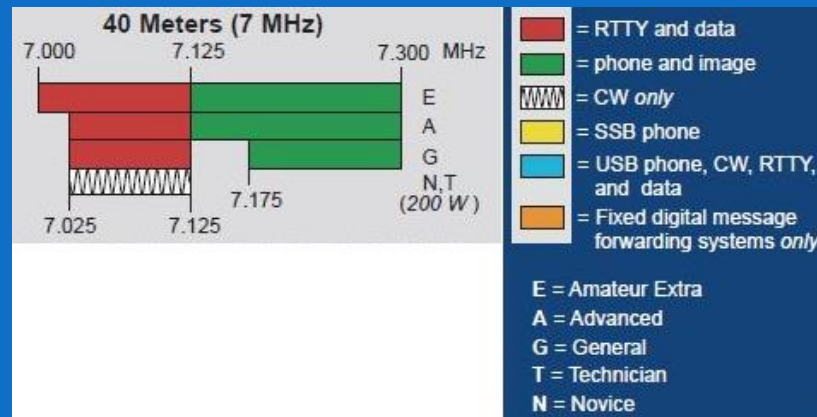 40 Meters (7 MHz)
7.000 7.125 7.300 MHz
E
A
G
N,T
7.175 (200 W)
7.025 7.125
= RTTY and data
= phone and image
= CW only
= SSB phone
= USB phone, CW, RTTY,
and data
= Fixed digital message
forwarding systems only
E = Amateur Extra
A = Advanced
G = General
T = Technician
N = Novice